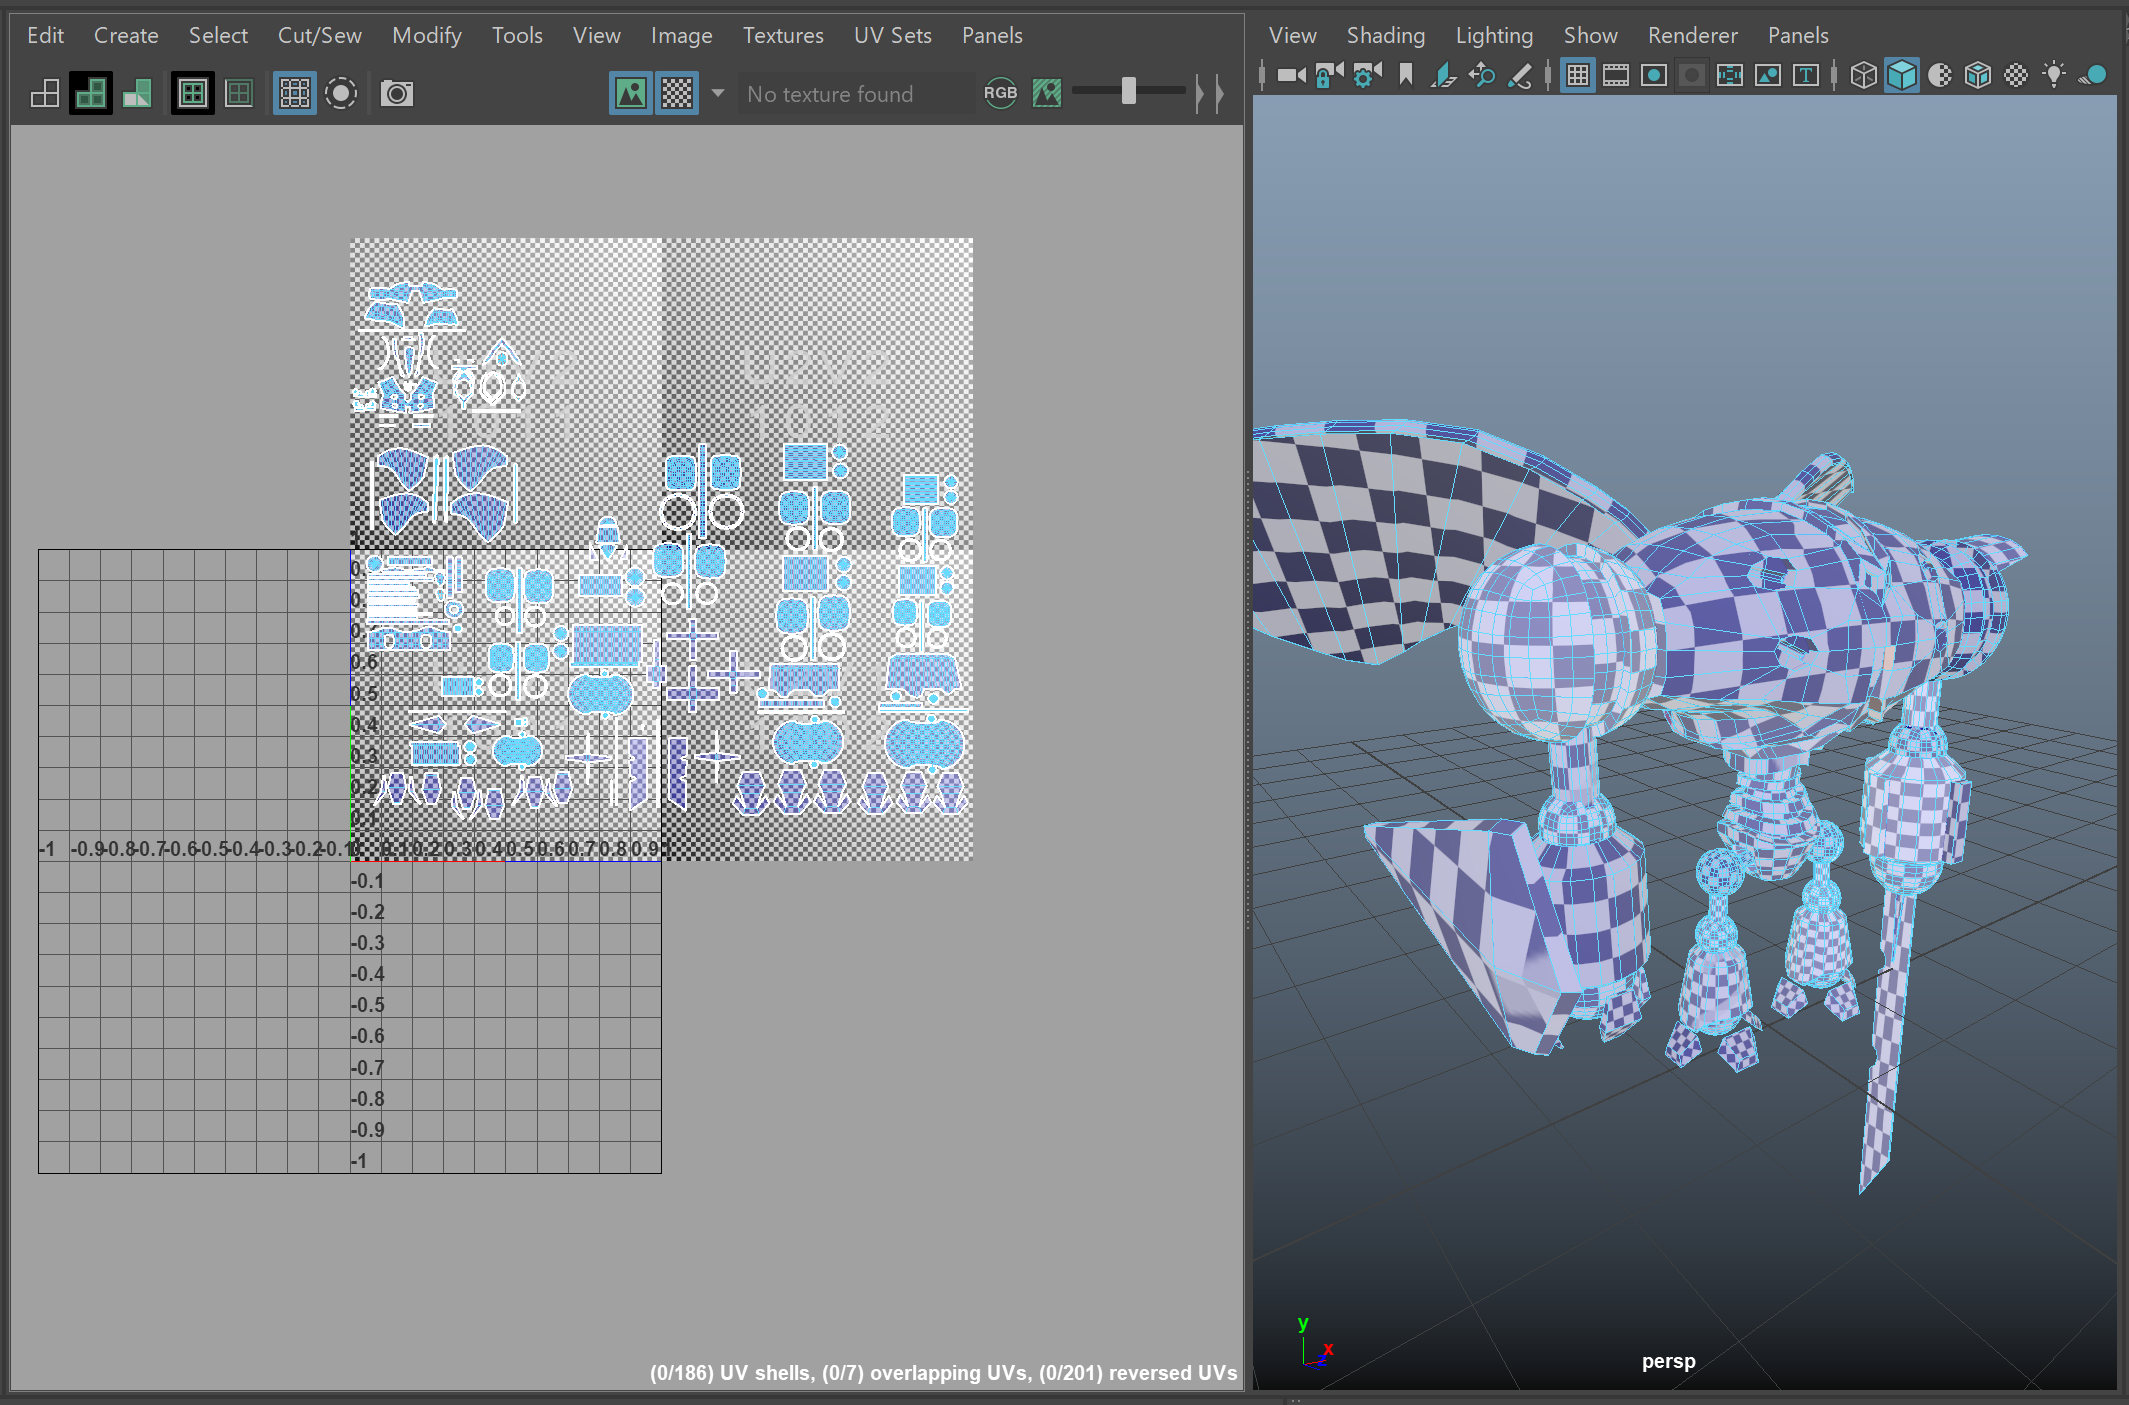 Edit Create Select Cut/Sew Modify Tools View Image Textures UV Sets Panels
No texture found
RGB
View Shading Lighting Show Renderer Panels
T
U2V2
1012
0.6
0.5
0.4
0.3
0.2
0.1
-1 -0.9 -0.8 -0.7 -0.6 -0.5 -0.4 -0.3 -0.2 -0.1 0.1 0.2 0.3 0.4 0.5 0.6 0.7 0.8 0.9
-0.1
-0.2
-0.3
-0.4
-0.5
-0.6
-0.7
-0.8
-0.9
-1
(0/186) UV shells, (0/7) overlapping UVs, (0/201) reversed UVs
y
x
z
persp